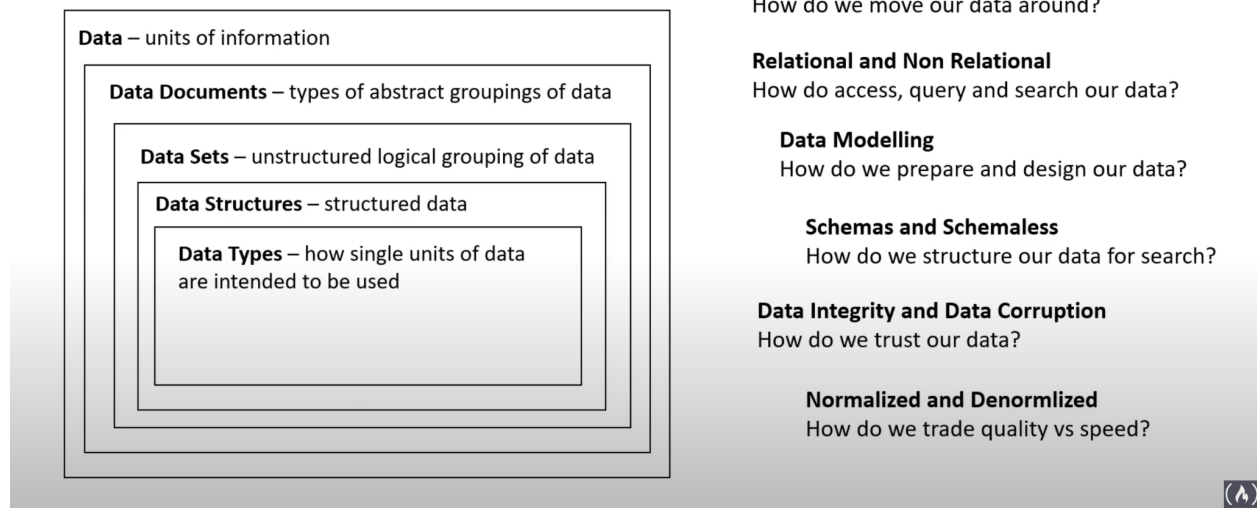 Data – units of information
Data Documents – types of abstract groupings of data
Data Sets – unstructured logical grouping of data
Data Structures – structured data
Data Types – how single units of data
are intended to be used
How do we move our data around?
Relational and Non Relational
How do access, query and search our data?
Data Modelling
How do we prepare and design our data?
Schemas and Schemaless
How do we structure our data for search?
Data Integrity and Data Corruption
How do we trust our data?
Normalized and Denormlized
How do we trade quality vs speed?